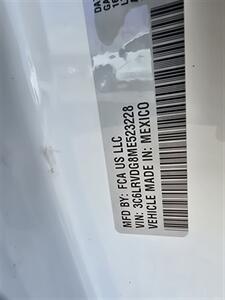 MFD BY: FCA US LLC
VIN: 3C6LRVDG8ME523228
VEHICLE MADE IN: MEXICO